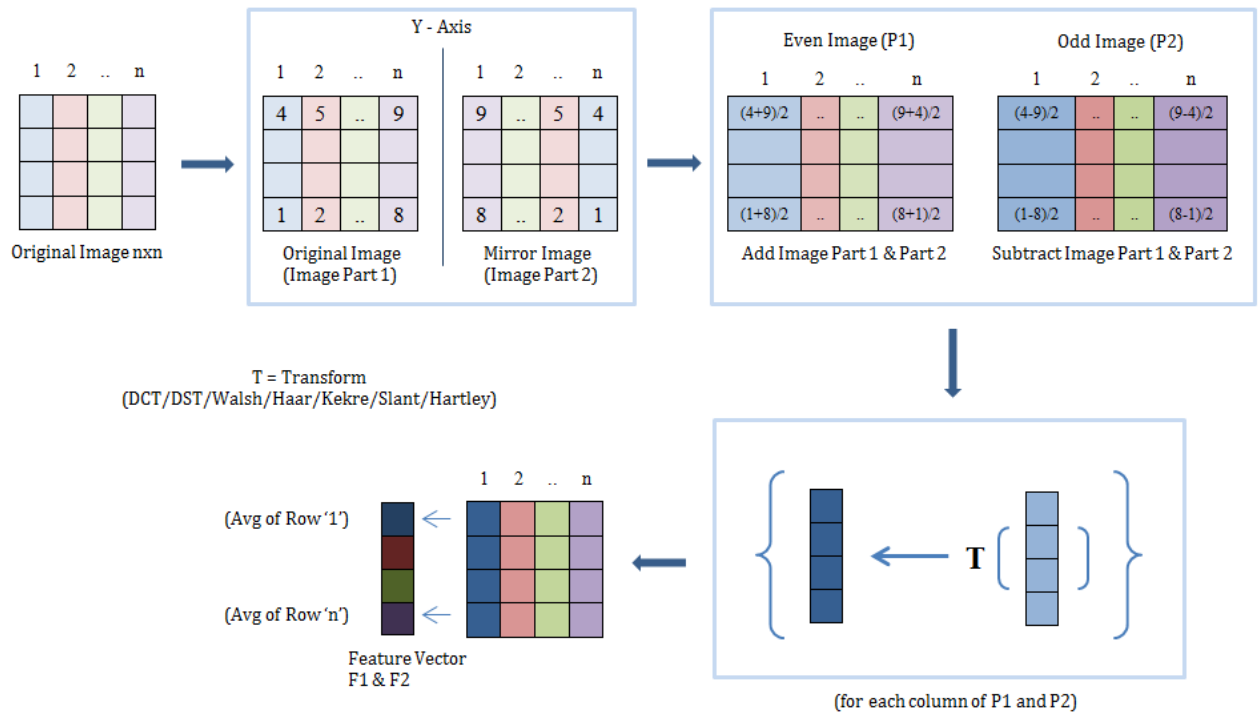 Y - Axis
1 2 .. n
1 2 .. n
1 2 .. n
4 5 .. 9
9 .. 5 4
1 2 .. 8
8 .. 2 1
Original Image nxn
Original Image
(Image Part 1)
Mirror Image
(Image Part 2)
Even Image (P1)
Odd Image (P2)
1 2 .. n
1 2 .. n
(4+9)/2 .. .. (9+4)/2
(4-9)/2 .. .. (9-4)/2
(1+8)/2 .. .. (8+1)/2
(1-8)/2 .. .. (8-1)/2
Add Image Part 1 & Part 2
Subtract Image Part 1 & Part 2
T = Transform
(DCT/DST/Walsh/Haar/Kekre/Slant/Hartley)
1 2 .. n
(Avg of Row ‘1’)
(Avg of Row ‘n’)
Feature Vector
F1 & F2
T
(for each column of P1 and P2)